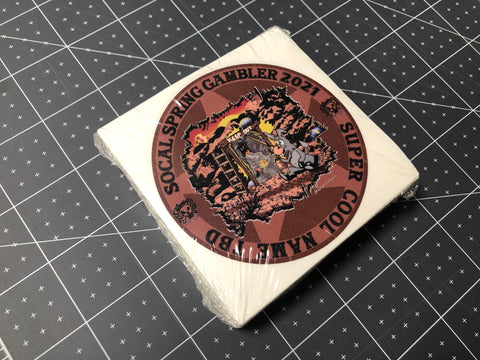 SOCAL SPRING GAMBLER 2021
SUPER COOL NAME TBD